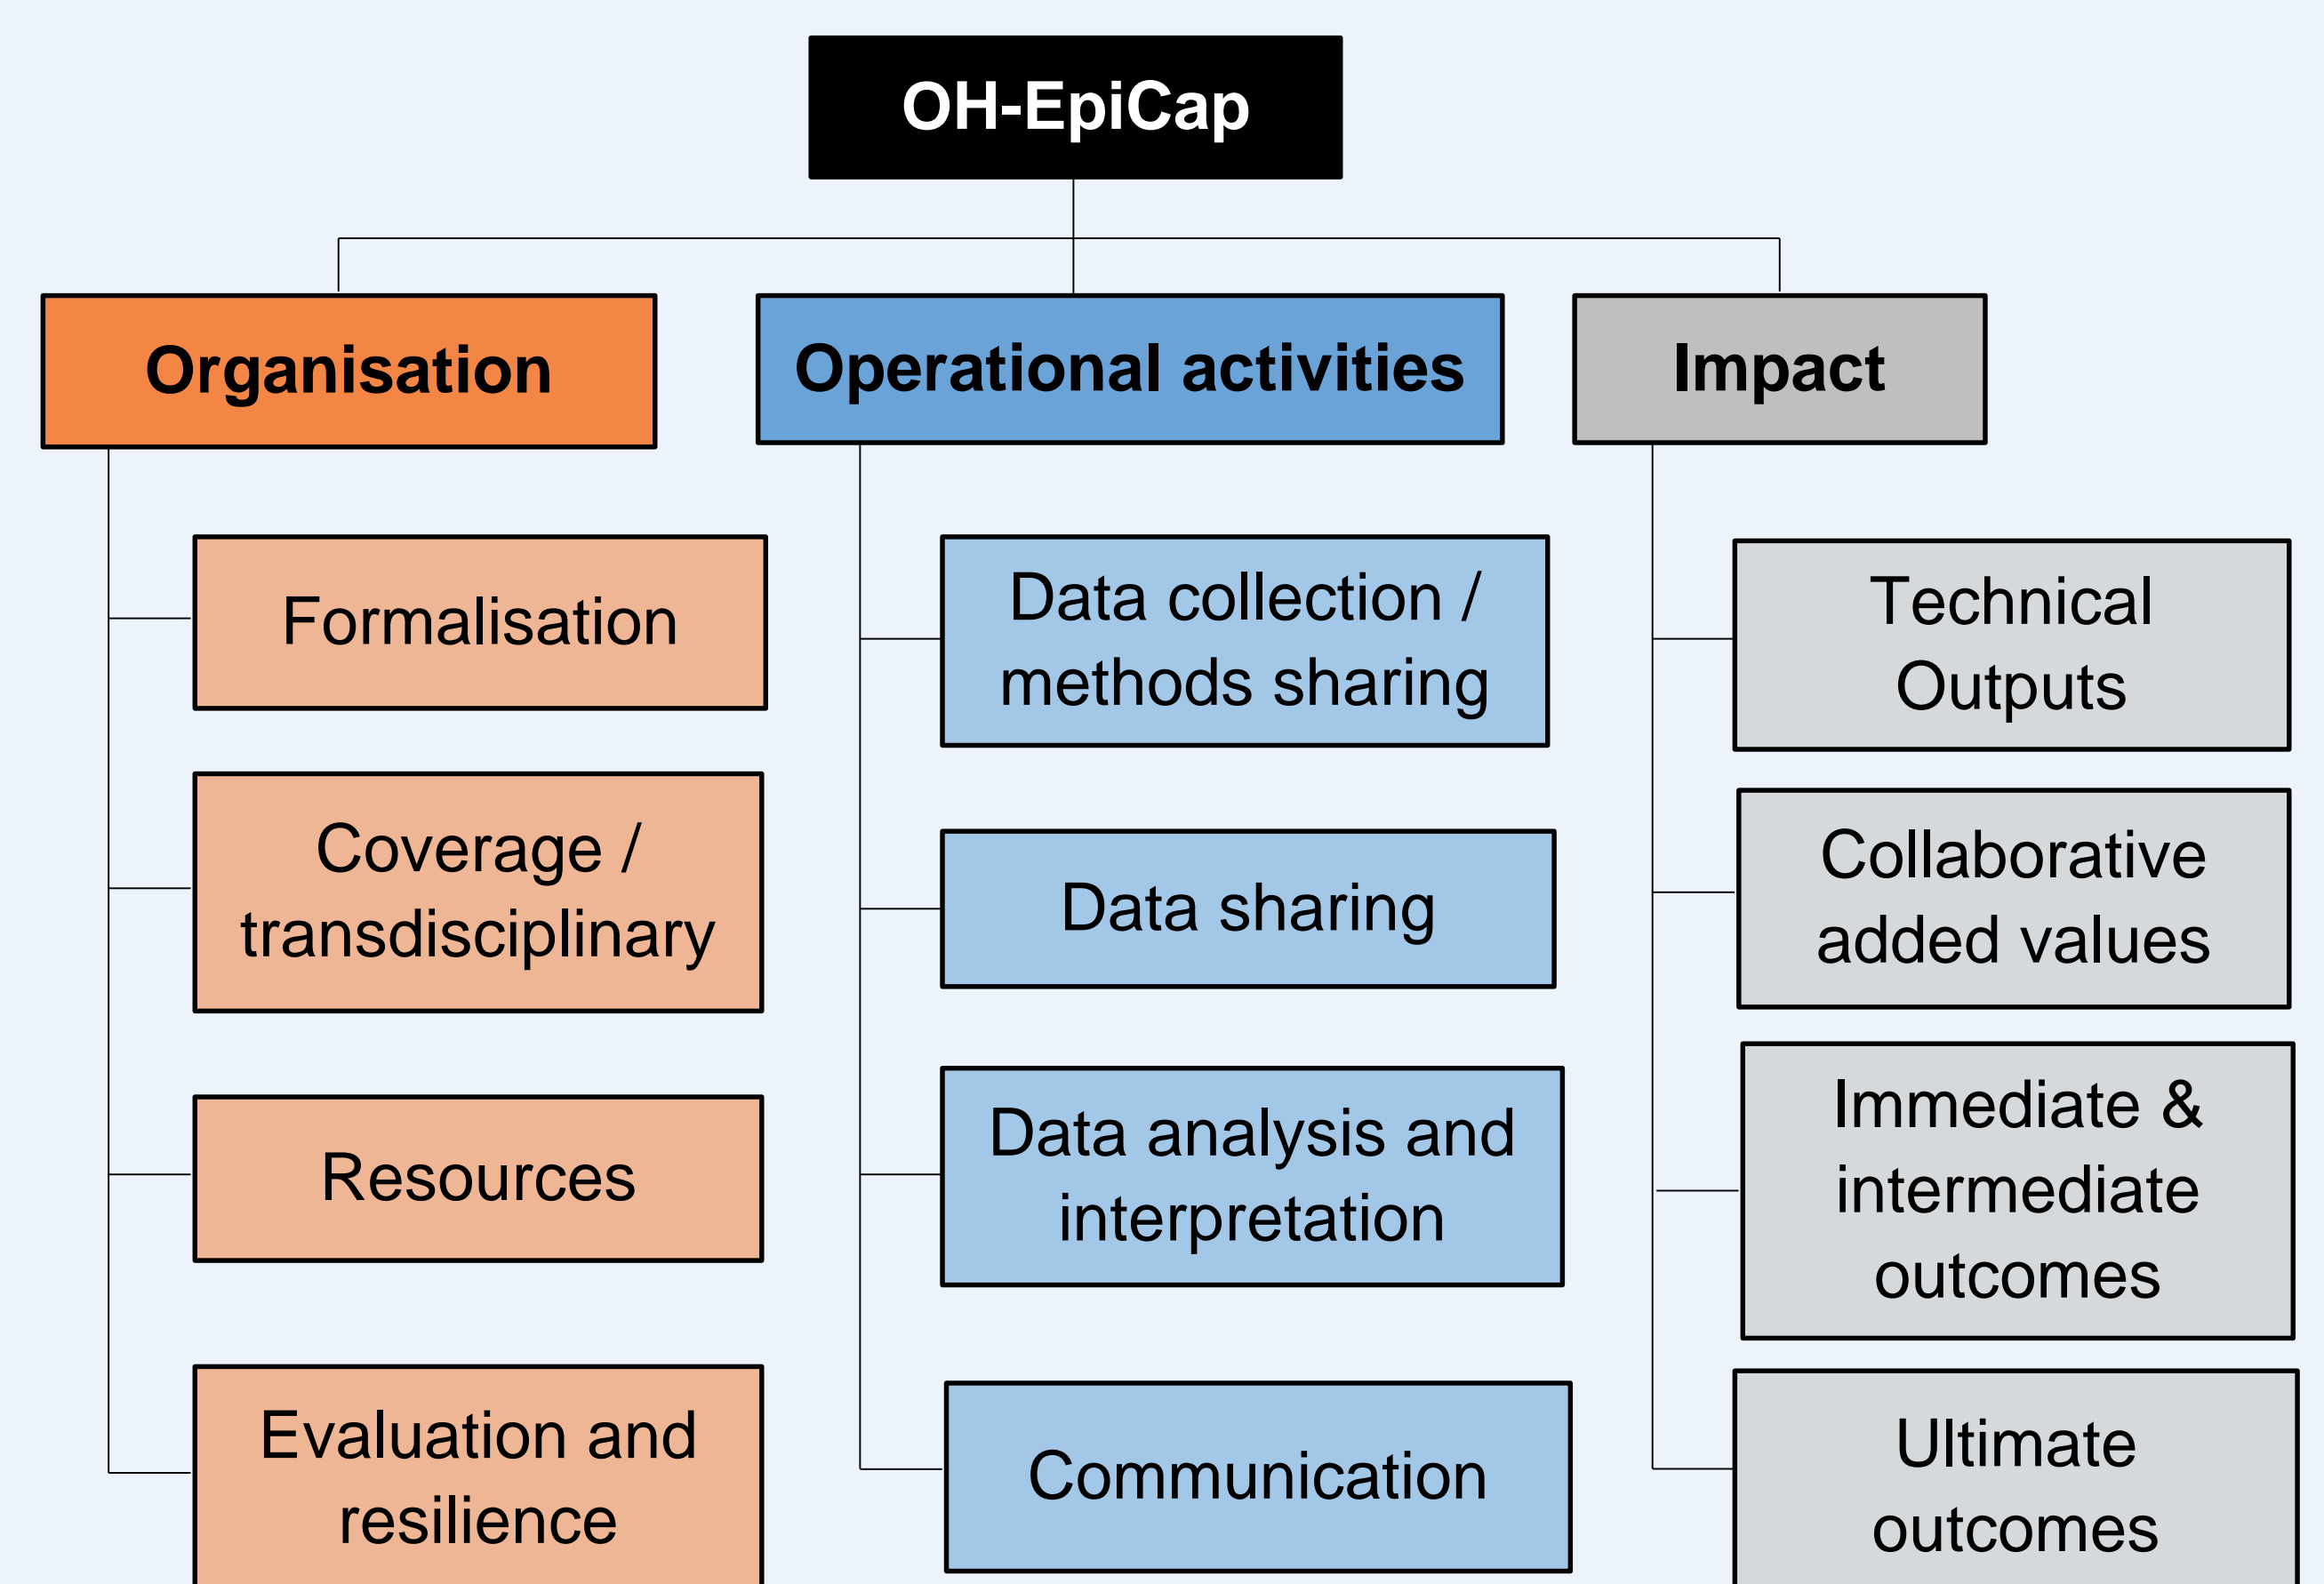 OH-EpiCap
Organisation
Formalisation
Coverage /
transdisciplinary
Resources
Evaluation and
resilience
Operational activities
Data collection /
methods sharing
Data sharing
Data analysis and
interpretation
Communication
Impact
Technical
Outputs
Collaborative
added values
Immediate &
intermediate
outcomes
Ultimate
outcomes